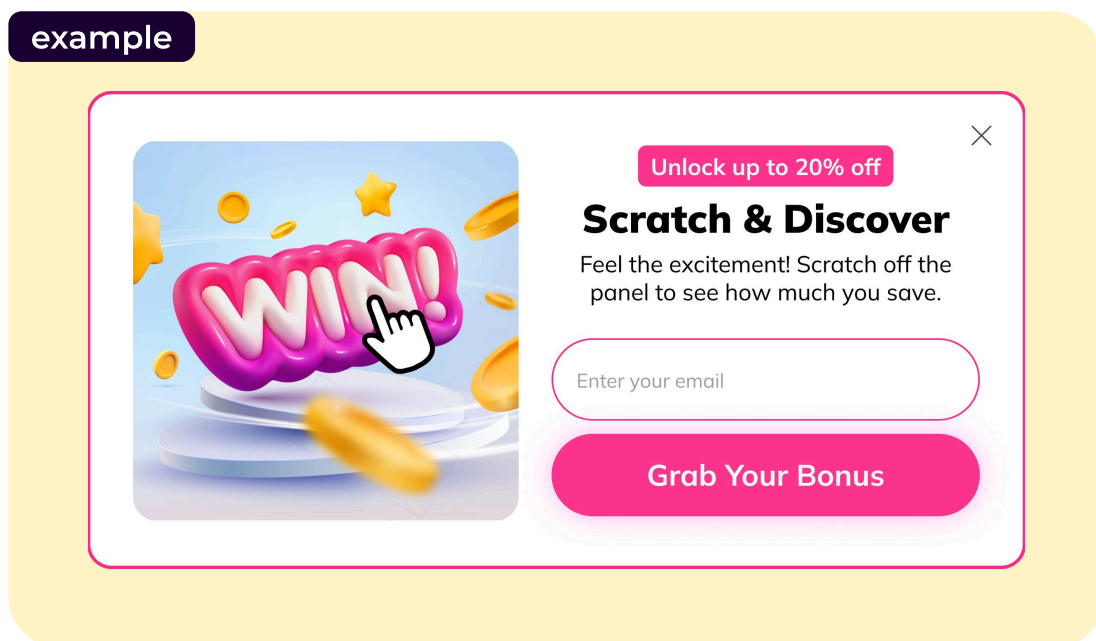 example
WIN!
Unlock up to 20% off
Scratch & Discover
Feel the excitement! Scratch off the
panel to see how much you save.
Enter your email
Grab Your Bonus